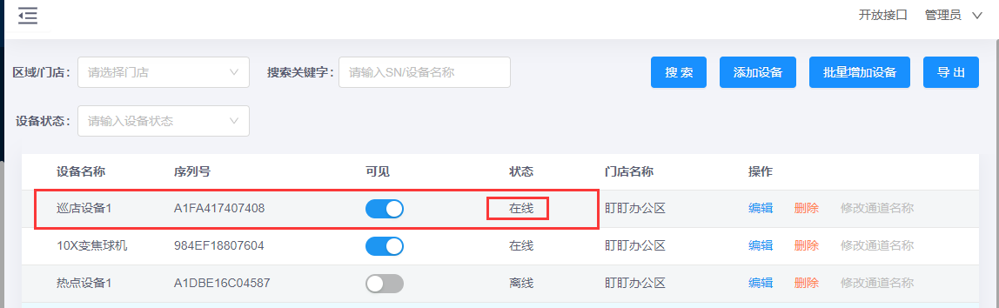 开放接口 管理员
区域/门店： 请选择门店 搜索关键字： 请输入SN/设备名称 搜 索 添加设备 批量增加设备 导 出
设备状态： 请输入设备状态
设备名称 序列号 可见 状态 门店名称 操作
巡店设备1 A1FA417407408 在线 盯盯办公区 编辑 删除 修改通道名称
10X变焦球机 984EF18807604 在线 盯盯办公区 编辑 删除 修改通道名称
热点设备1 A1DBE16C04587 离线 盯盯办公区 编辑 删除 修改通道名称